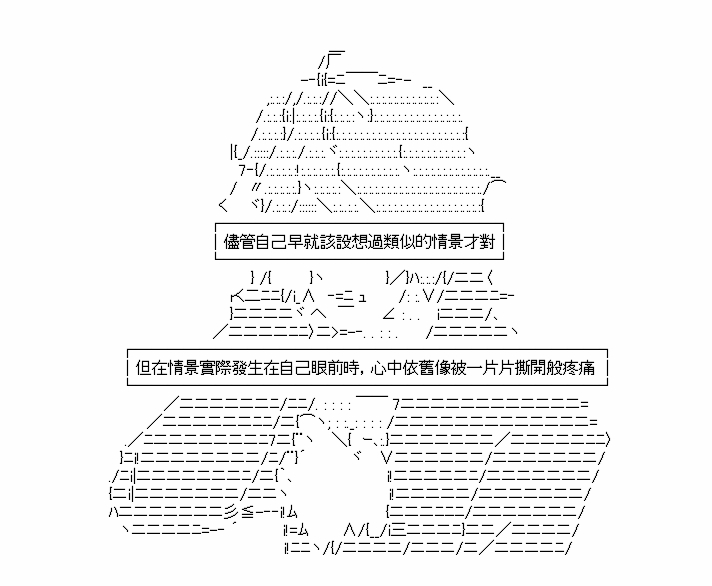 儘管自己早就該設想過類似的情景才對
但在情景實際發生在自己眼前時，心中依舊像被一片片撕開般疼痛